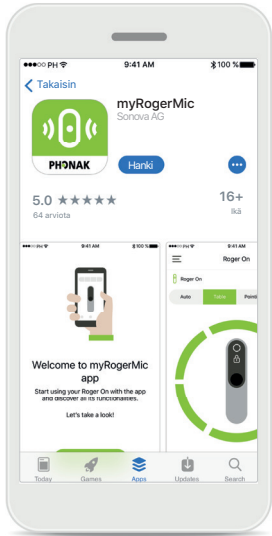 PH 9:41 AM 100 %
Takaisin
myRogerMic
Sonova AG
PHONAK
Hanki
5.0 ★★★★★
16+
64 arviota
Ikä
PH 9:41 AM 100 %
Welcome to myRogerMic
app
Start using your Roger On with the app
and discover all its functionalities.
Let's take a look!
PH 9:41 AM
Roger On
Roger On
Auto Table Pointi
Today Games Apps Updates Search